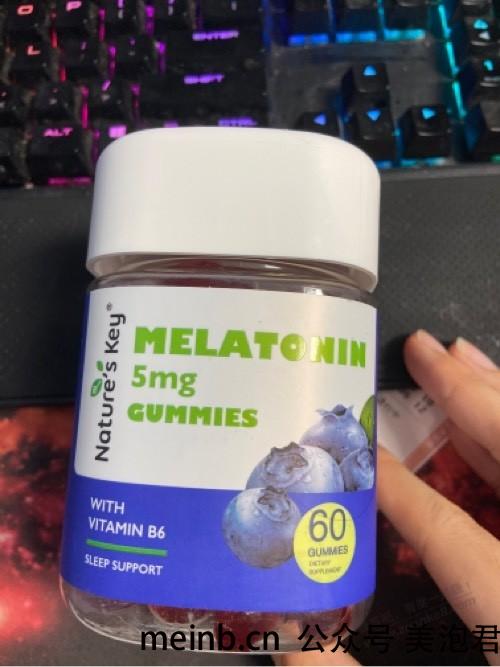 O
P
L
ENTER
SHIFT
ALT
Nature's Key®
MELATONIN
5mg
GUMMIES
WITH
VITAMIN B6
SLEEP SUPPORT
60
GUMMIES
DIETARY
SUPPLEMENT
meinb.cn 公众号 美泡君